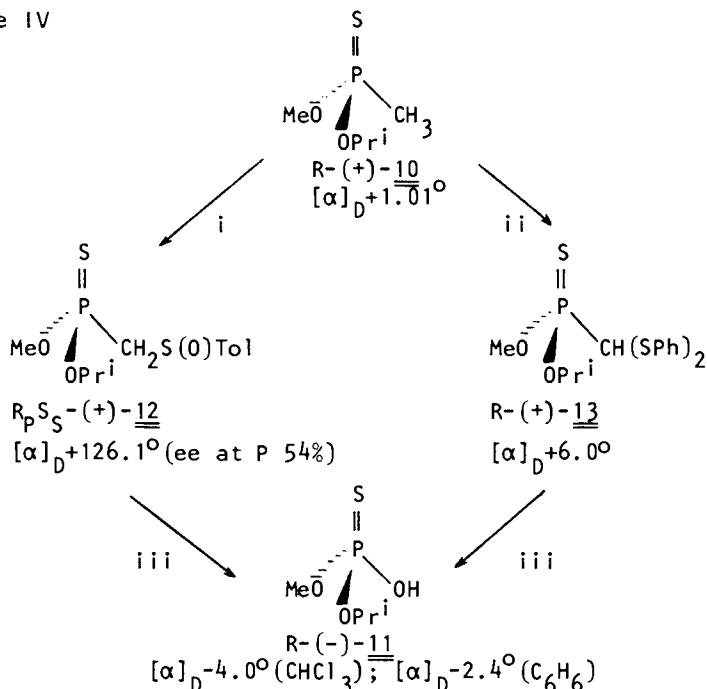 e IV
S
||
P
MeO
CH3
OPri
R-(+)-10
[α]D+1.01°
i
ii
S
||
P
MeO
CH2S(O)Tol
OPri
RPSS-(+)-12
[α]D+126.1°(ee at P 54%)
S
||
P
MeO
CH(SPh)2
OPri
R-(+)-13
[α]D+6.0°
iii
iii
S
||
P
MeO
OH
OPri
R-(-)-11
[α]D-4.0°(CHCl3); [α]D-2.4°(C6H6)